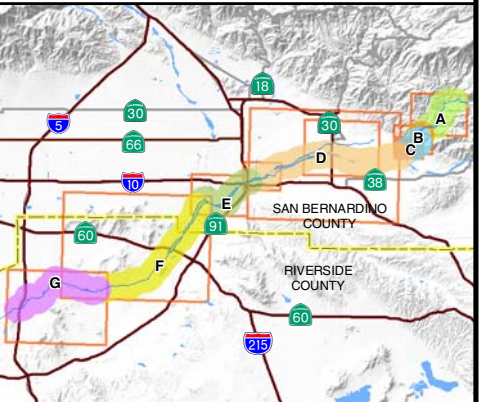 18
A
30
5
30
B
66
C
D
10
38
E
SAN BERNARDINO
COUNTY
91
60
F
RIVERSIDE
COUNTY
G
60
215